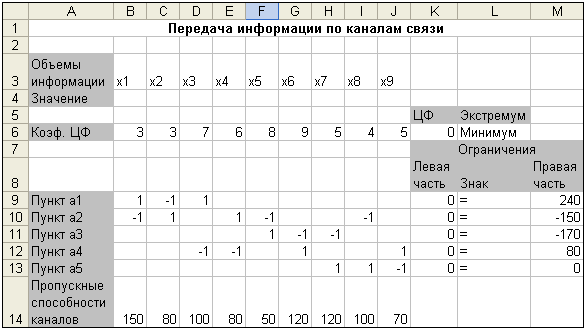 A B C D E F G H I J K L M
1 Передача информации по каналам связи
2
3 Объемы информации x1 x2 x3 x4 x5 x6 x7 x8 x9
4 Значение
5 ЦФ Экстремум
6 Коэф. ЦФ 3 3 7 6 8 9 5 4 5 0 Минимум
7 Ограничения
8 Левая часть Знак Правая часть
9 Пункт а1 1 -1 1 0 = 240
10 Пункт а2 -1 1 1 -1 -1 0 = -150
11 Пункт а3 1 -1 -1 0 = -170
12 Пункт а4 -1 -1 1 1 0 = 80
13 Пункт а5 1 1 -1 0 = 0
14 Пропускные способности каналов 150 80 100 80 50 120 120 100 70